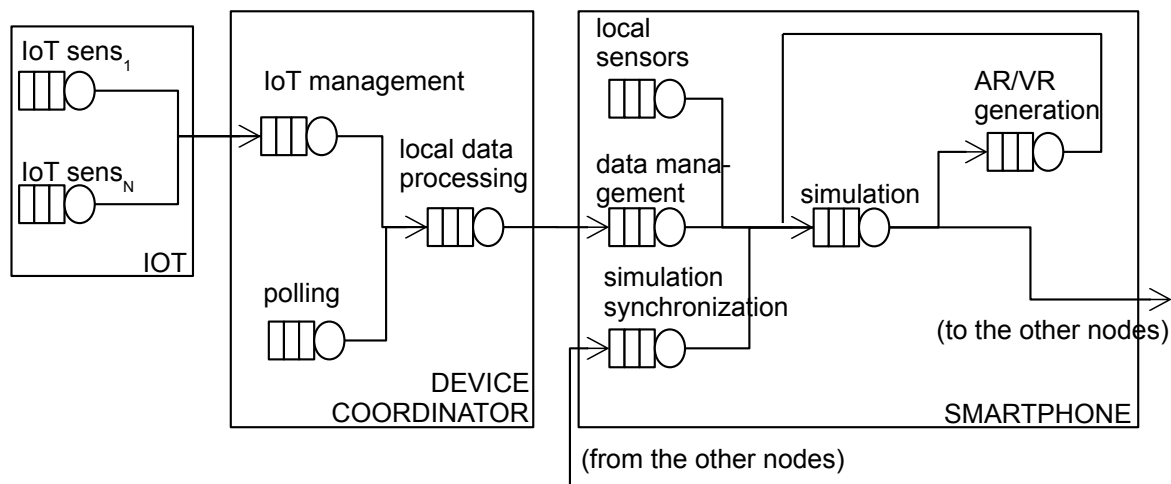 IoT sens1
IoT sensN
IOT
IoT management
local data
processing
polling
DEVICE
COORDINATOR
local
sensors
data mana-
gement
simulation
synchronization
simulation
AR/VR
generation
(to the other nodes)
SMARTPHONE
(from the other nodes)